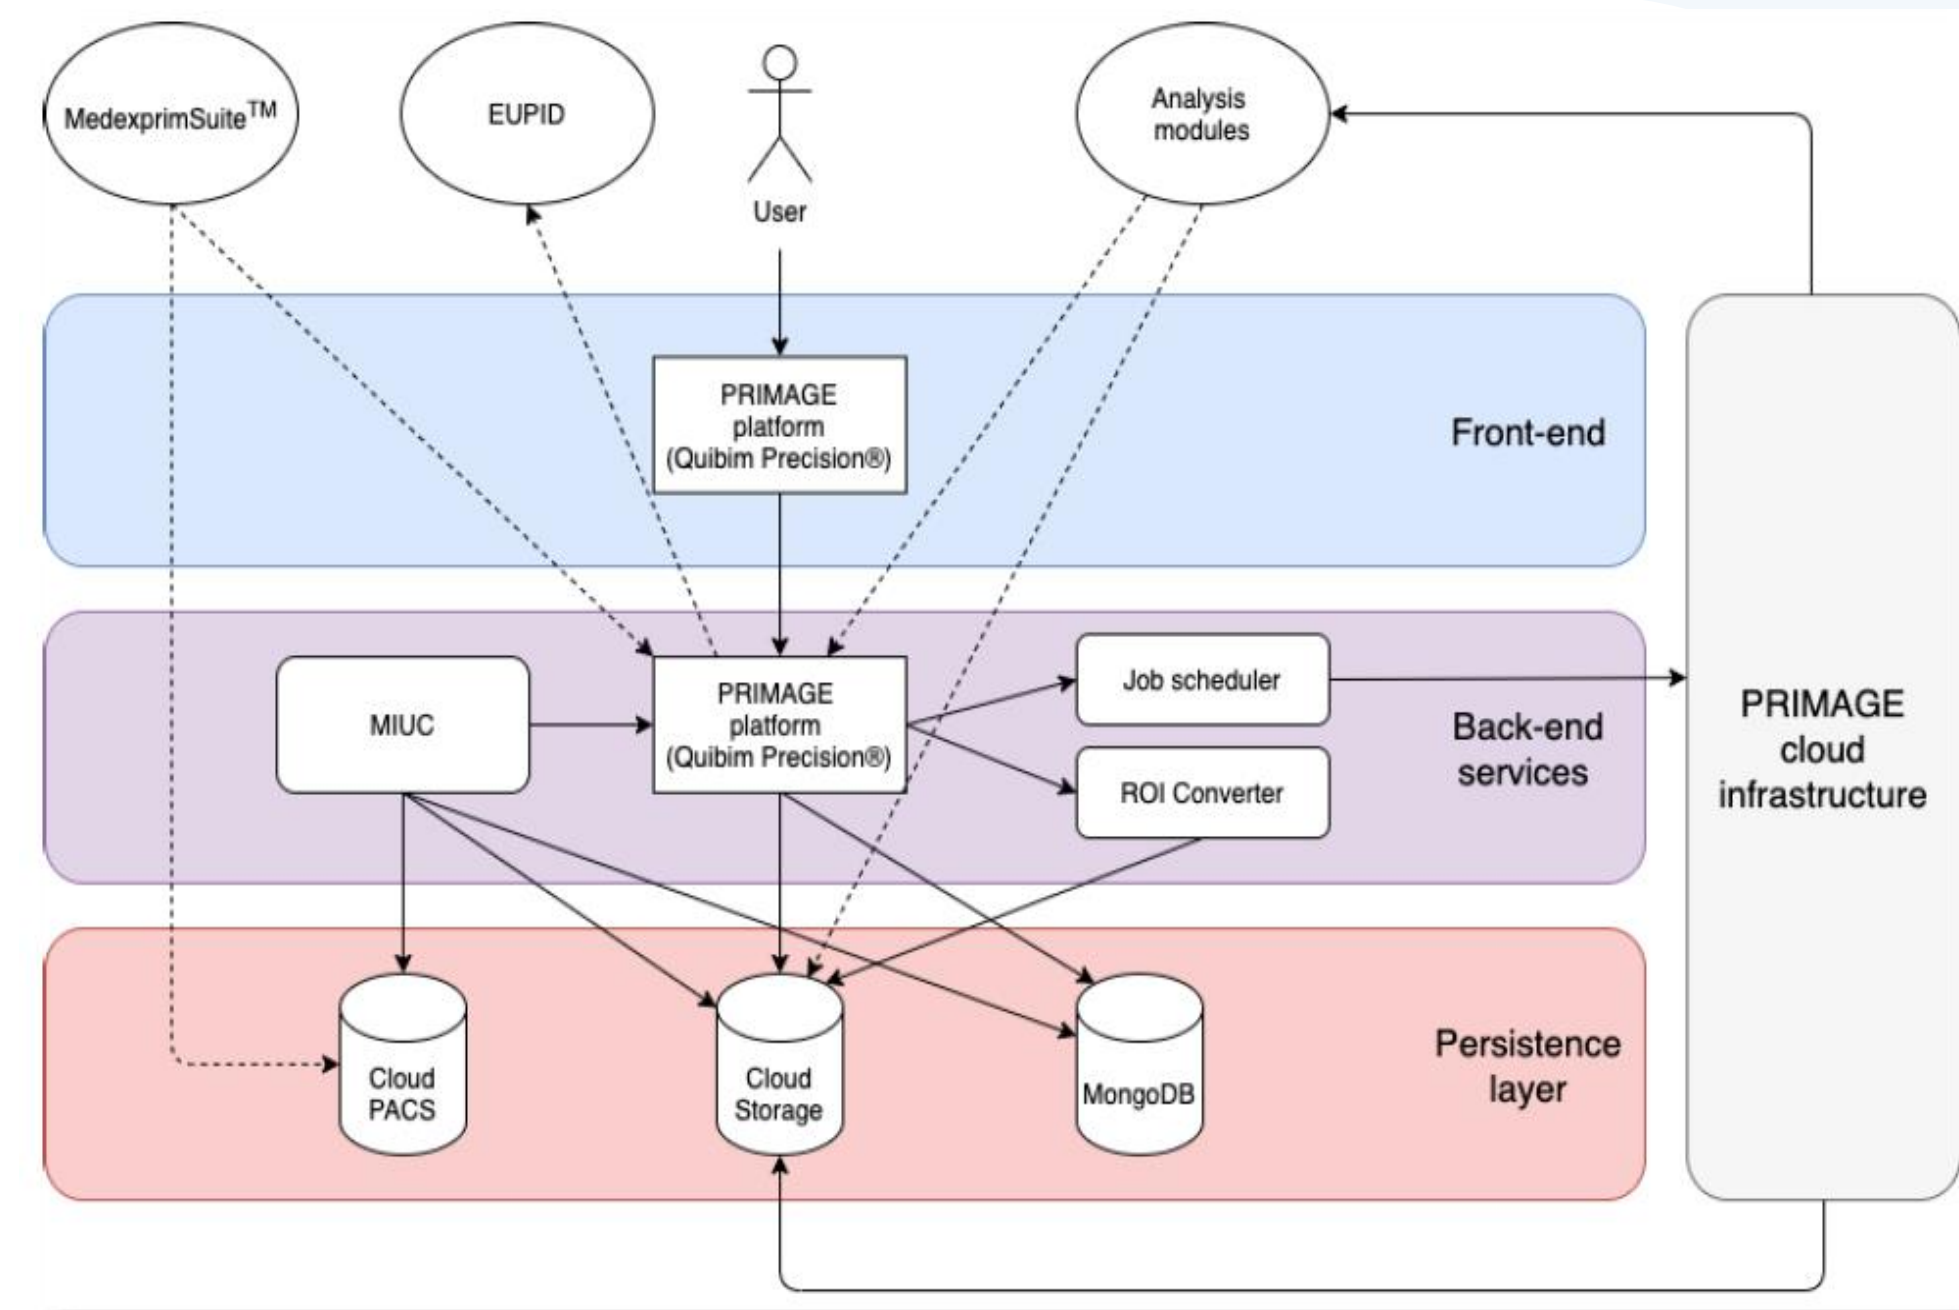 MedexprimSuite™
EUPID
User
Analysis
modules
PRIMAGE
platform
(Quibim Precision®)
Front-end
MIUC
PRIMAGE
platform
(Quibim Precision®)
Job scheduler
ROI Converter
Back-end
services
PRIMAGE
cloud
infrastructure
Cloud
PACS
Cloud
Storage
MongoDB
Persistence
layer